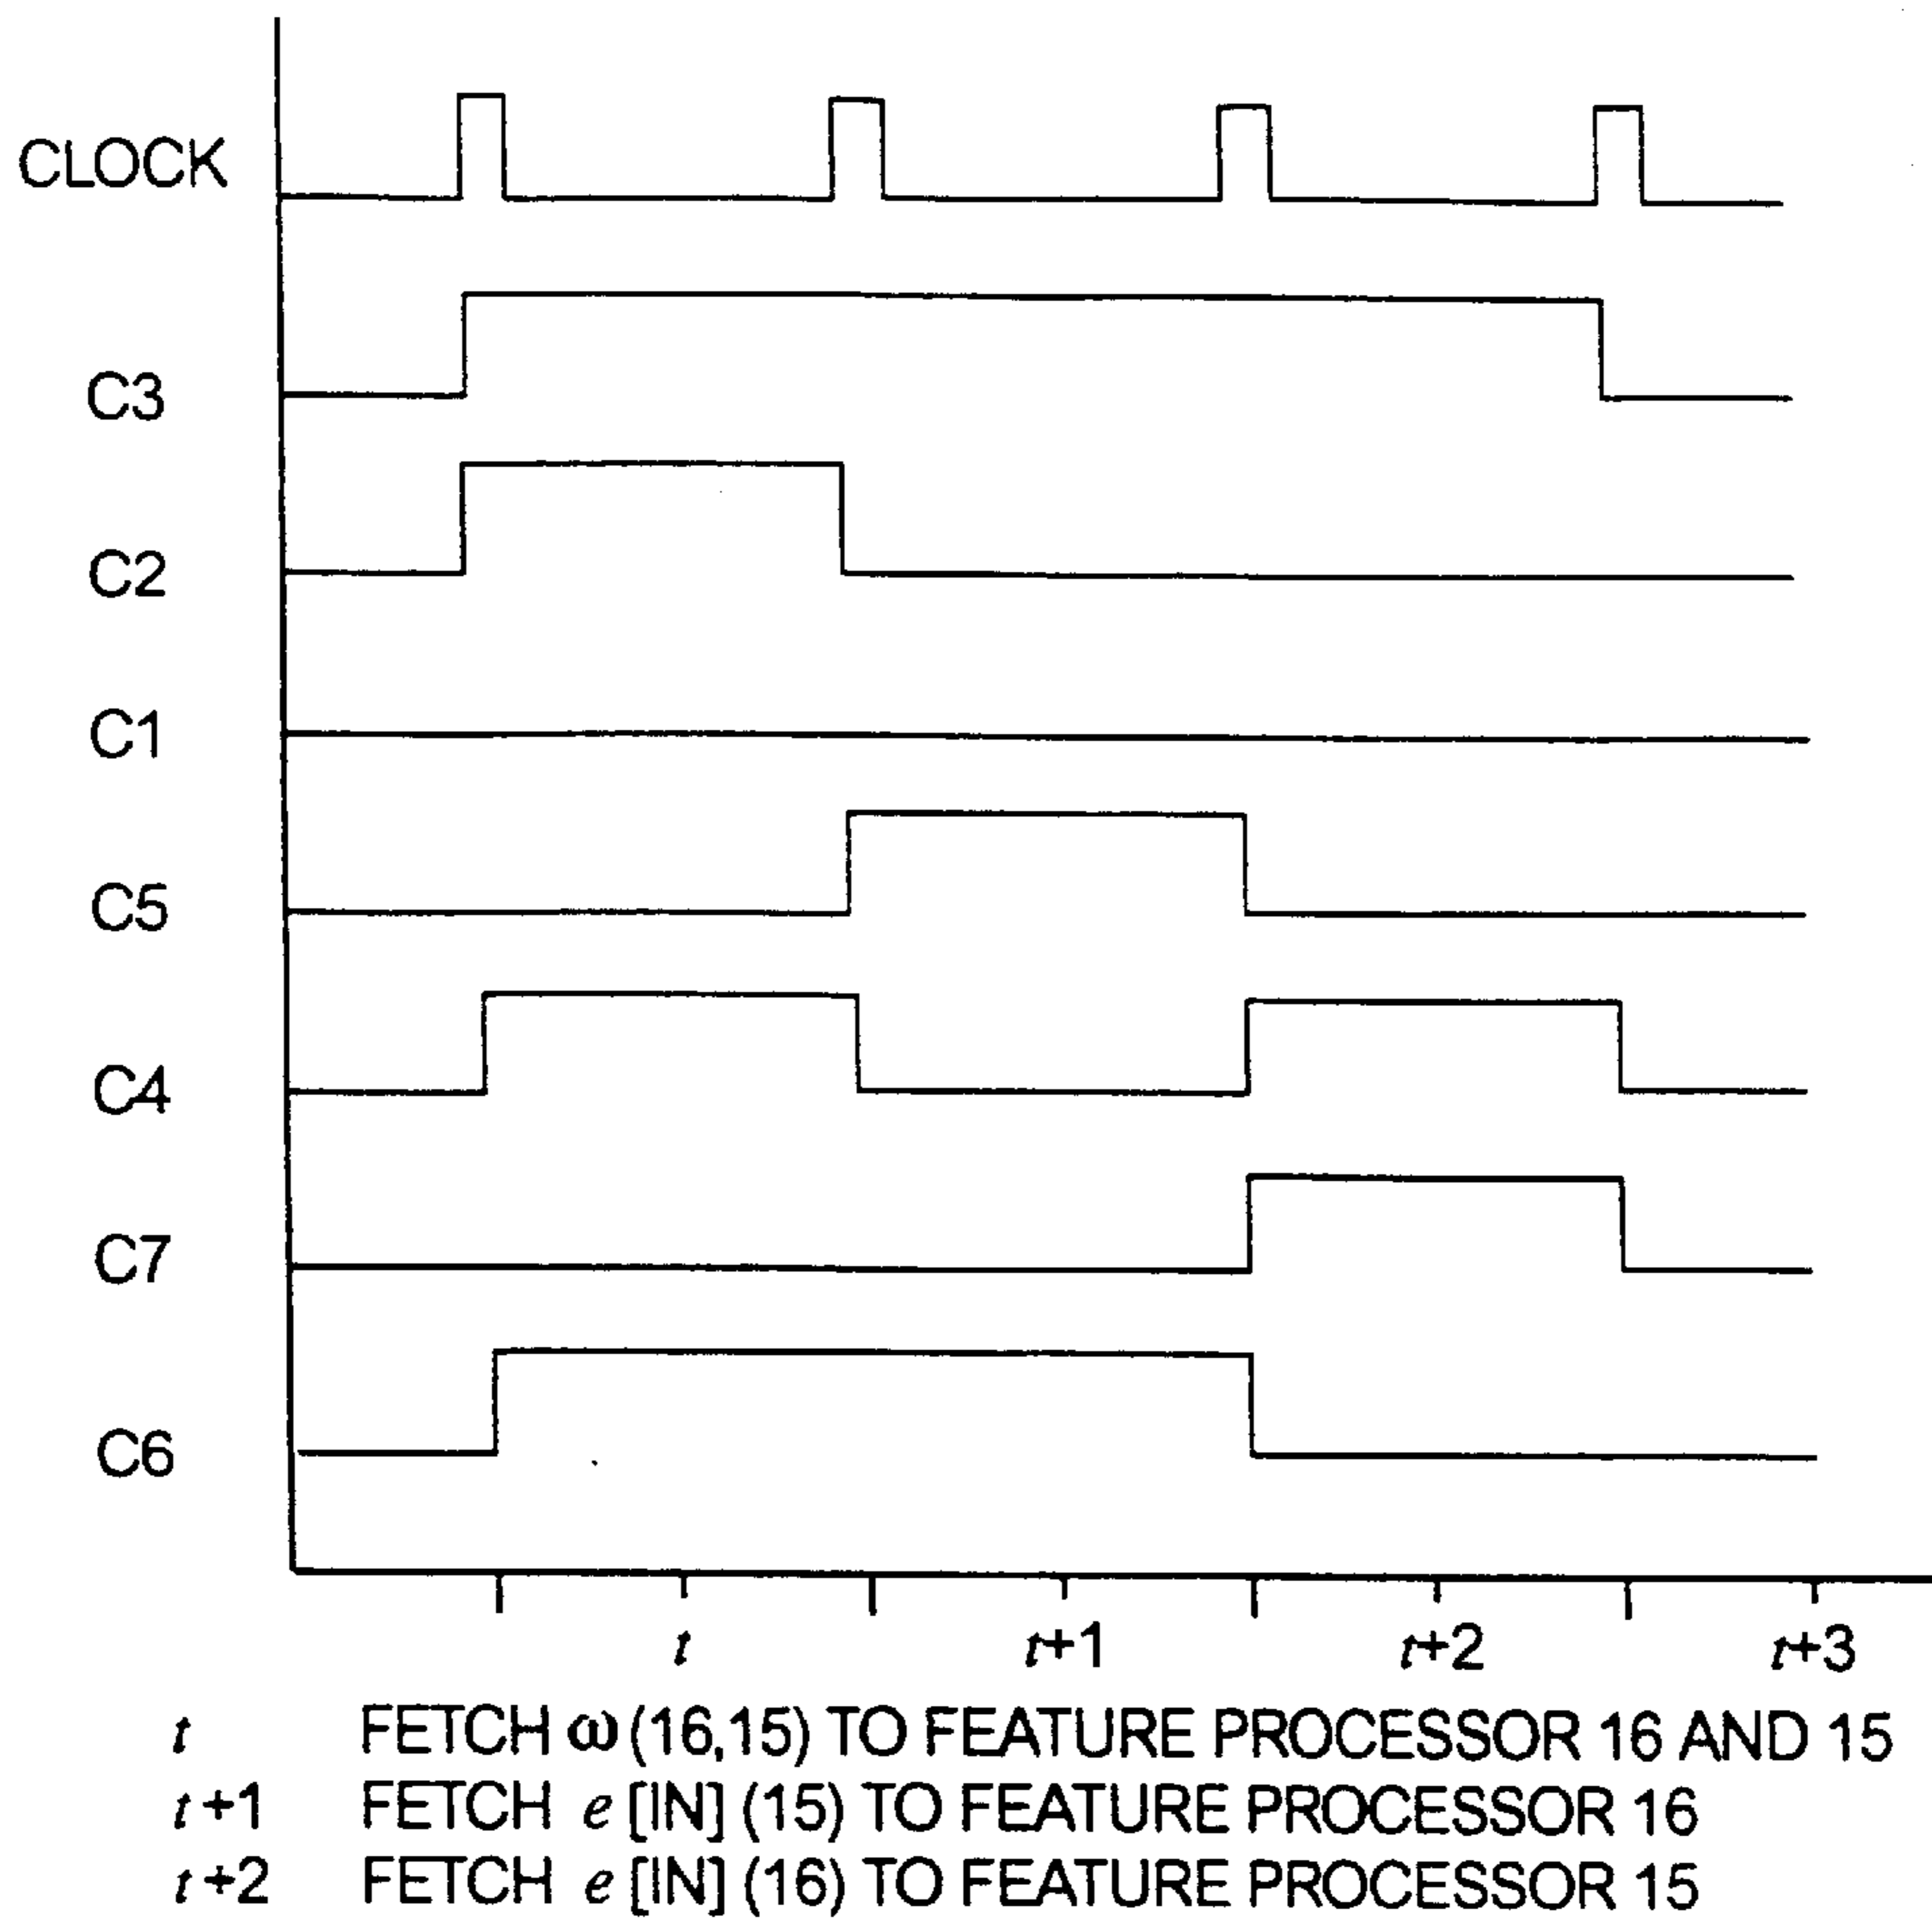 CLOCK
C3
C2
C1
C5
C4
C7
C6
t t+1 t+2 t+3
t FETCH ω (16,15) TO FEATURE PROCESSOR 16 AND 15
t+1 FETCH e [IN] (15) TO FEATURE PROCESSOR 16
t+2 FETCH e [IN] (16) TO FEATURE PROCESSOR 15